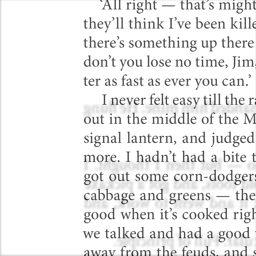 'All right — that's might
they'll think I've been kille
there's something up there
don't you lose no time, Jim,
ter as fast as ever you can.'
I never felt easy till the ra
out in the middle of the M
signal lantern, and judged
more. I hadn't had a bite t
got out some corn-dodgers
cabbage and greens — the
good when it's cooked righ
we talked and had a good
away from the feuds, and s